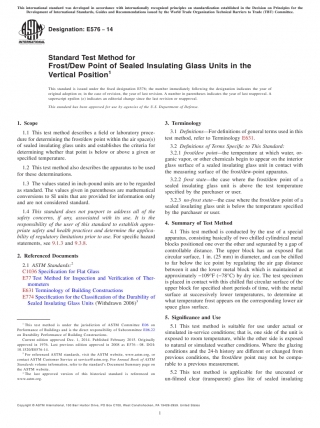 This international standard was developed in accordance with internationally recognized principles on standardization established in the Decision on Principles for the
Development of International Standards, Guides and Recommendations issued by the World Trade Organization Technical Barriers to Trade (TBT) Committee.
Designation: E576 – 14
Standard Test Method for
Frost/Dew Point of Sealed Insulating Glass Units in the
Vertical Position1
This standard is issued under the fixed designation E576; the number immediately following the designation indicates the year of
original adoption or, in the case of revision, the year of last revision. A number in parentheses indicates the year of last reapproval. A
superscript epsilon (ε) indicates an editorial change since the last revision or reapproval.
This standard has been approved for use by agencies of the U.S. Department of Defense.
1. Scope
1.1 This test method describes a field or laboratory proce-
dure for determining the frost/dew point within the air space(s)
of sealed insulating glass units and establishes the criteria for
determining whether that point is below or above a given or
specified temperature.
1.2 This test method also describes the apparatus to be used
for these determinations.
1.3 The values stated in inch-pound units are to be regarded
as standard. The values given in parentheses are mathematical
conversions to SI units that are provided for information only
and are not considered standard.
1.4 This standard does not purport to address all of the
safety concerns, if any, associated with its use. It is the
responsibility of the user of this standard to establish appro-
priate safety and health practices and determine the applica-
bility of regulatory limitations prior to use. For specific hazard
statements, see 9.1.3 and 9.3.8.
2. Referenced Documents
2.1 ASTM Standards:2
C1036 Specification for Flat Glass
E77 Test Method for Inspection and Verification of Ther-
mometers
E631 Terminology of Building Constructions
E774 Specification for the Classification of the Durability of
Sealed Insulating Glass Units (Withdrawn 2006)3
1 This test method is under the jurisdiction of ASTM Committee E06 on
Performance of Buildings and is the direct responsibility of Subcommittee E06.22
on Durability Performance of Building Constructions.
Current edition approved Dec. 1, 2014. Published February 2015. Originally
approved in 1976. Last previous edition approved in 2008 as E576 – 08. DOI:
10.1520/E0576-14.
2 For referenced ASTM standards, visit the ASTM website, www.astm.org, or
contact ASTM Customer Service at service@astm.org. For Annual Book of ASTM
Standards volume information, refer to the standard's Document Summary page on
the ASTM website.
3 The last approved version of this historical standard is referenced on
www.astm.org.
3. Terminology
3.1 Definitions—For definitions of general terms used in this
test method, refer to Terminology E631.
3.2 Definitions of Terms Specific to This Standard:
3.2.1 frost/dew point—the temperature at which water, or-
ganic vapor, or other chemicals begin to appear on the interior
glass surface of a sealed insulating glass unit in contact with
the measuring surface of the frost/dew-point apparatus.
3.2.2 frost state—the case where the frost/dew point of a
sealed insulating glass unit is above the test temperature
specified by the purchaser or user.
3.2.3 no-frost state—the case where the frost/dew point of a
sealed insulating glass unit is below the test temperature
specified by the purchaser or user.
4. Summary of Test Method
4.1 This test method is conducted by the use of a special
apparatus, consisting basically of two chilled cylindrical metal
blocks positioned one over the other and separated by a gap of
controllable distance. The upper block has an exposed flat
circular surface, 1 in. (25 mm) in diameter, and can be chilled
to far below the ice point by regulating the air gap distance
between it and the lower metal block which is maintained at
approximately −109°F (−78°C) by dry ice. The test specimen
is placed in contact with this chilled flat circular surface of the
upper block for specified short periods of time, with the metal
surface at successively lower temperatures, to determine at
what temperature frost appears on the corresponding lower air
space glass surface.
5. Significance and Use
5.1 This test method is suitable for use under actual or
simulated in-service conditions; that is, one side of the unit is
exposed to room temperature, while the other side is exposed
to natural or simulated weather conditions. Where the glazing
conditions and the 24-h history are different or changed from
previous conditions, the frost/dew point may not be compa-
rable to a previous measurement.
5.2 This test method is applicable for the uncoated or
un-filmed clear (transparent) glass lite of sealed insulating
Copyright © ASTM International, 100 Barr Harbor Drive, PO Box C700, West Conshohocken, PA 19428-2959. United States
1